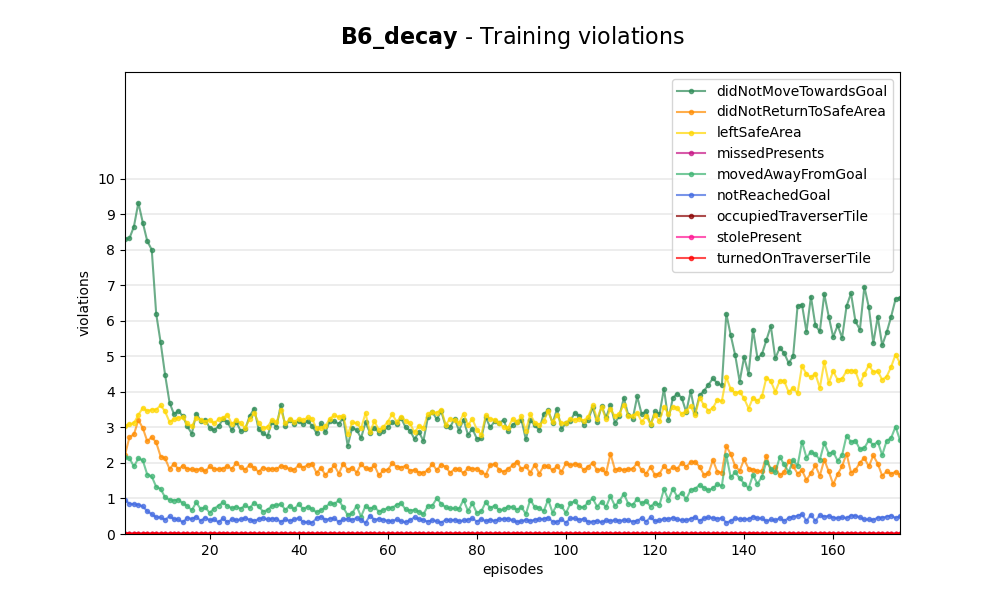 B6_decay - Training violations
didNotMoveTowardsGoal
didNotReturnToSafeArea
leftSafeArea
missedPresents
movedAwayFromGoal
notReachedGoal
occupiedTraverserTile
stolePresent
turnedOnTraverserTile
violations
10
9
8
7
6
5
4
3
2
1
0
20 40 60 80 100 120 140 160
episodes